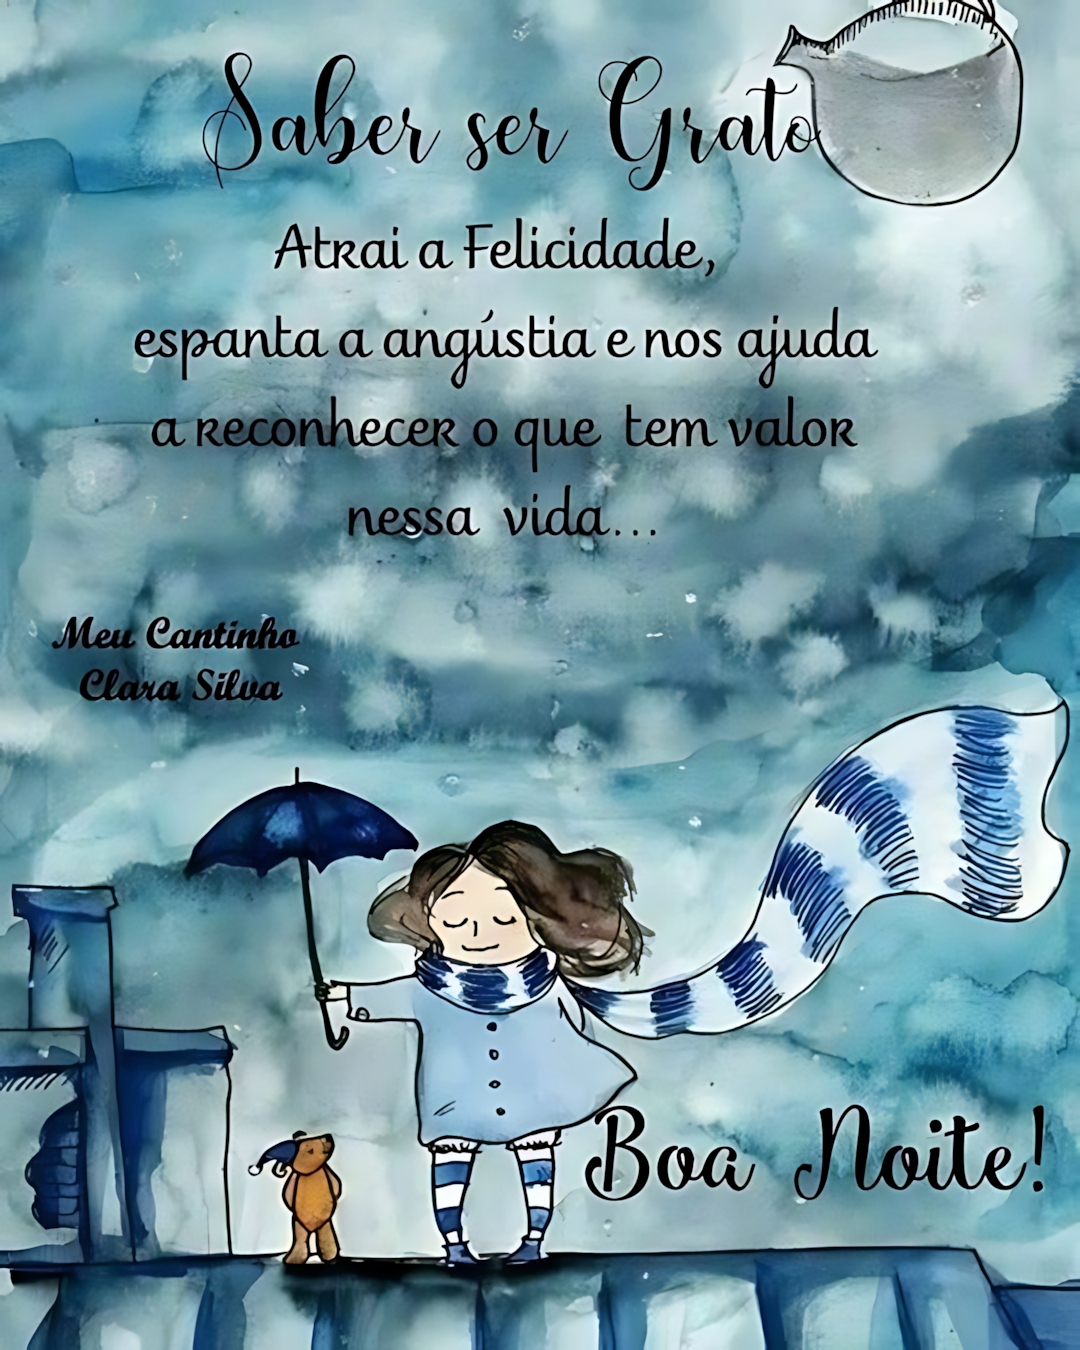 Saber ser Grato
Atrai a Felicidade,
espanta a angústia e nos ajuda
a reconhecer o que tem valor
nessa vida...
Meu Cantinho
Clara Silva
Boa Noite!